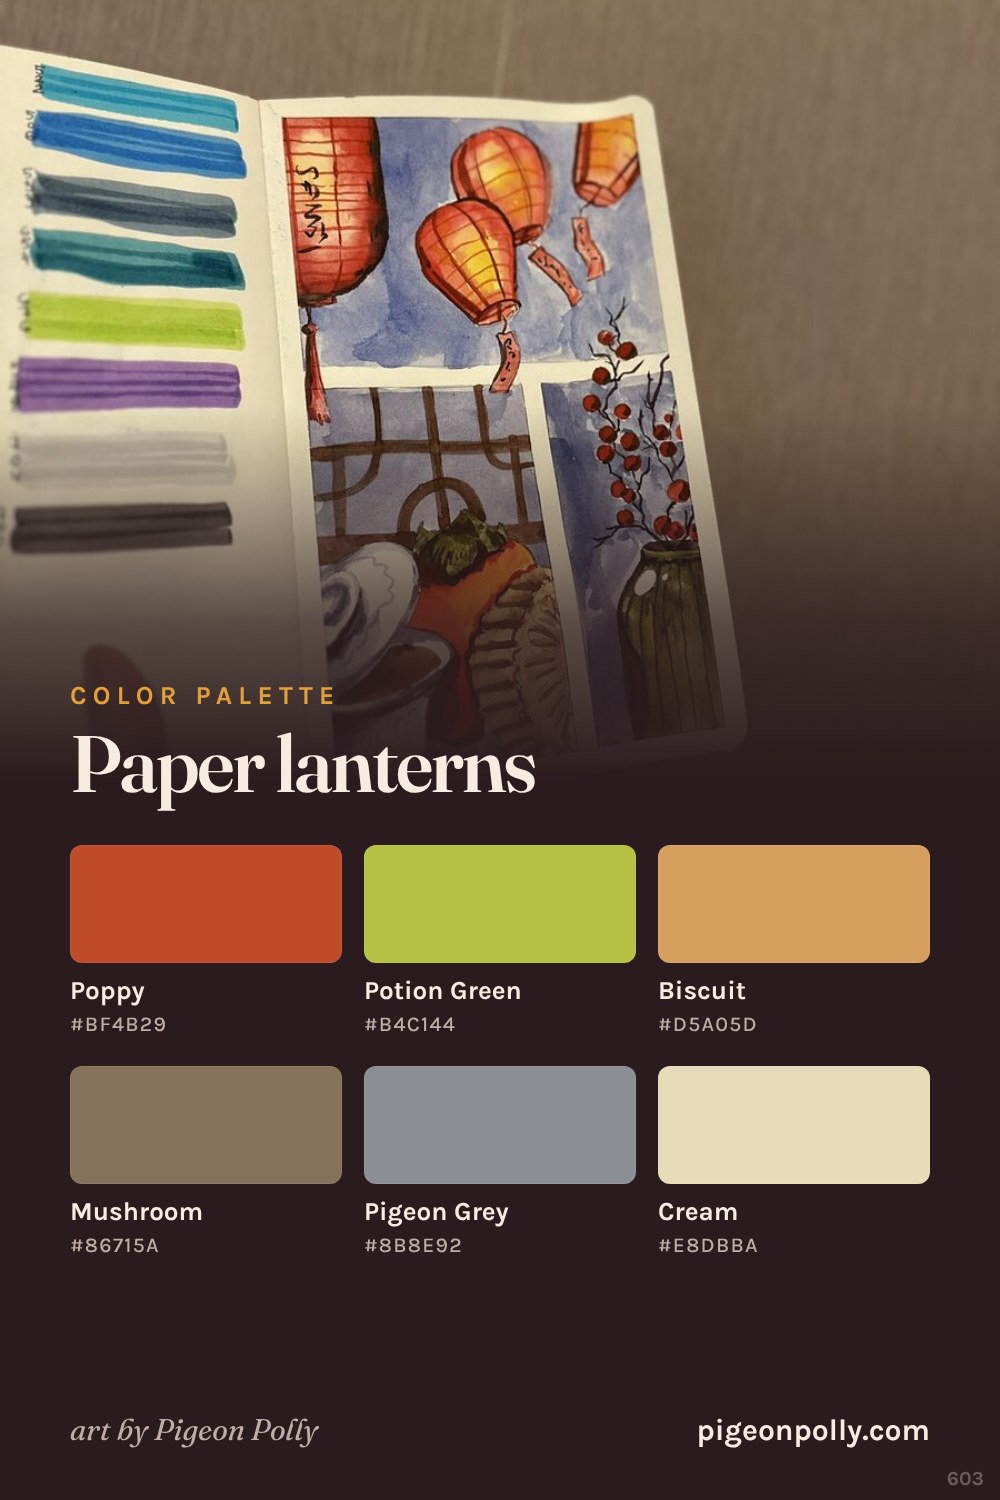 COLOR PALETTE
Paper lanterns
Poppy
#BF4B29
Potion Green
#B4C144
Biscuit
#D5A05D
Mushroom
#86715A
Pigeon Grey
#8B8E92
Cream
#E8DBBA
art by Pigeon Polly
pigeonpolly.com
603